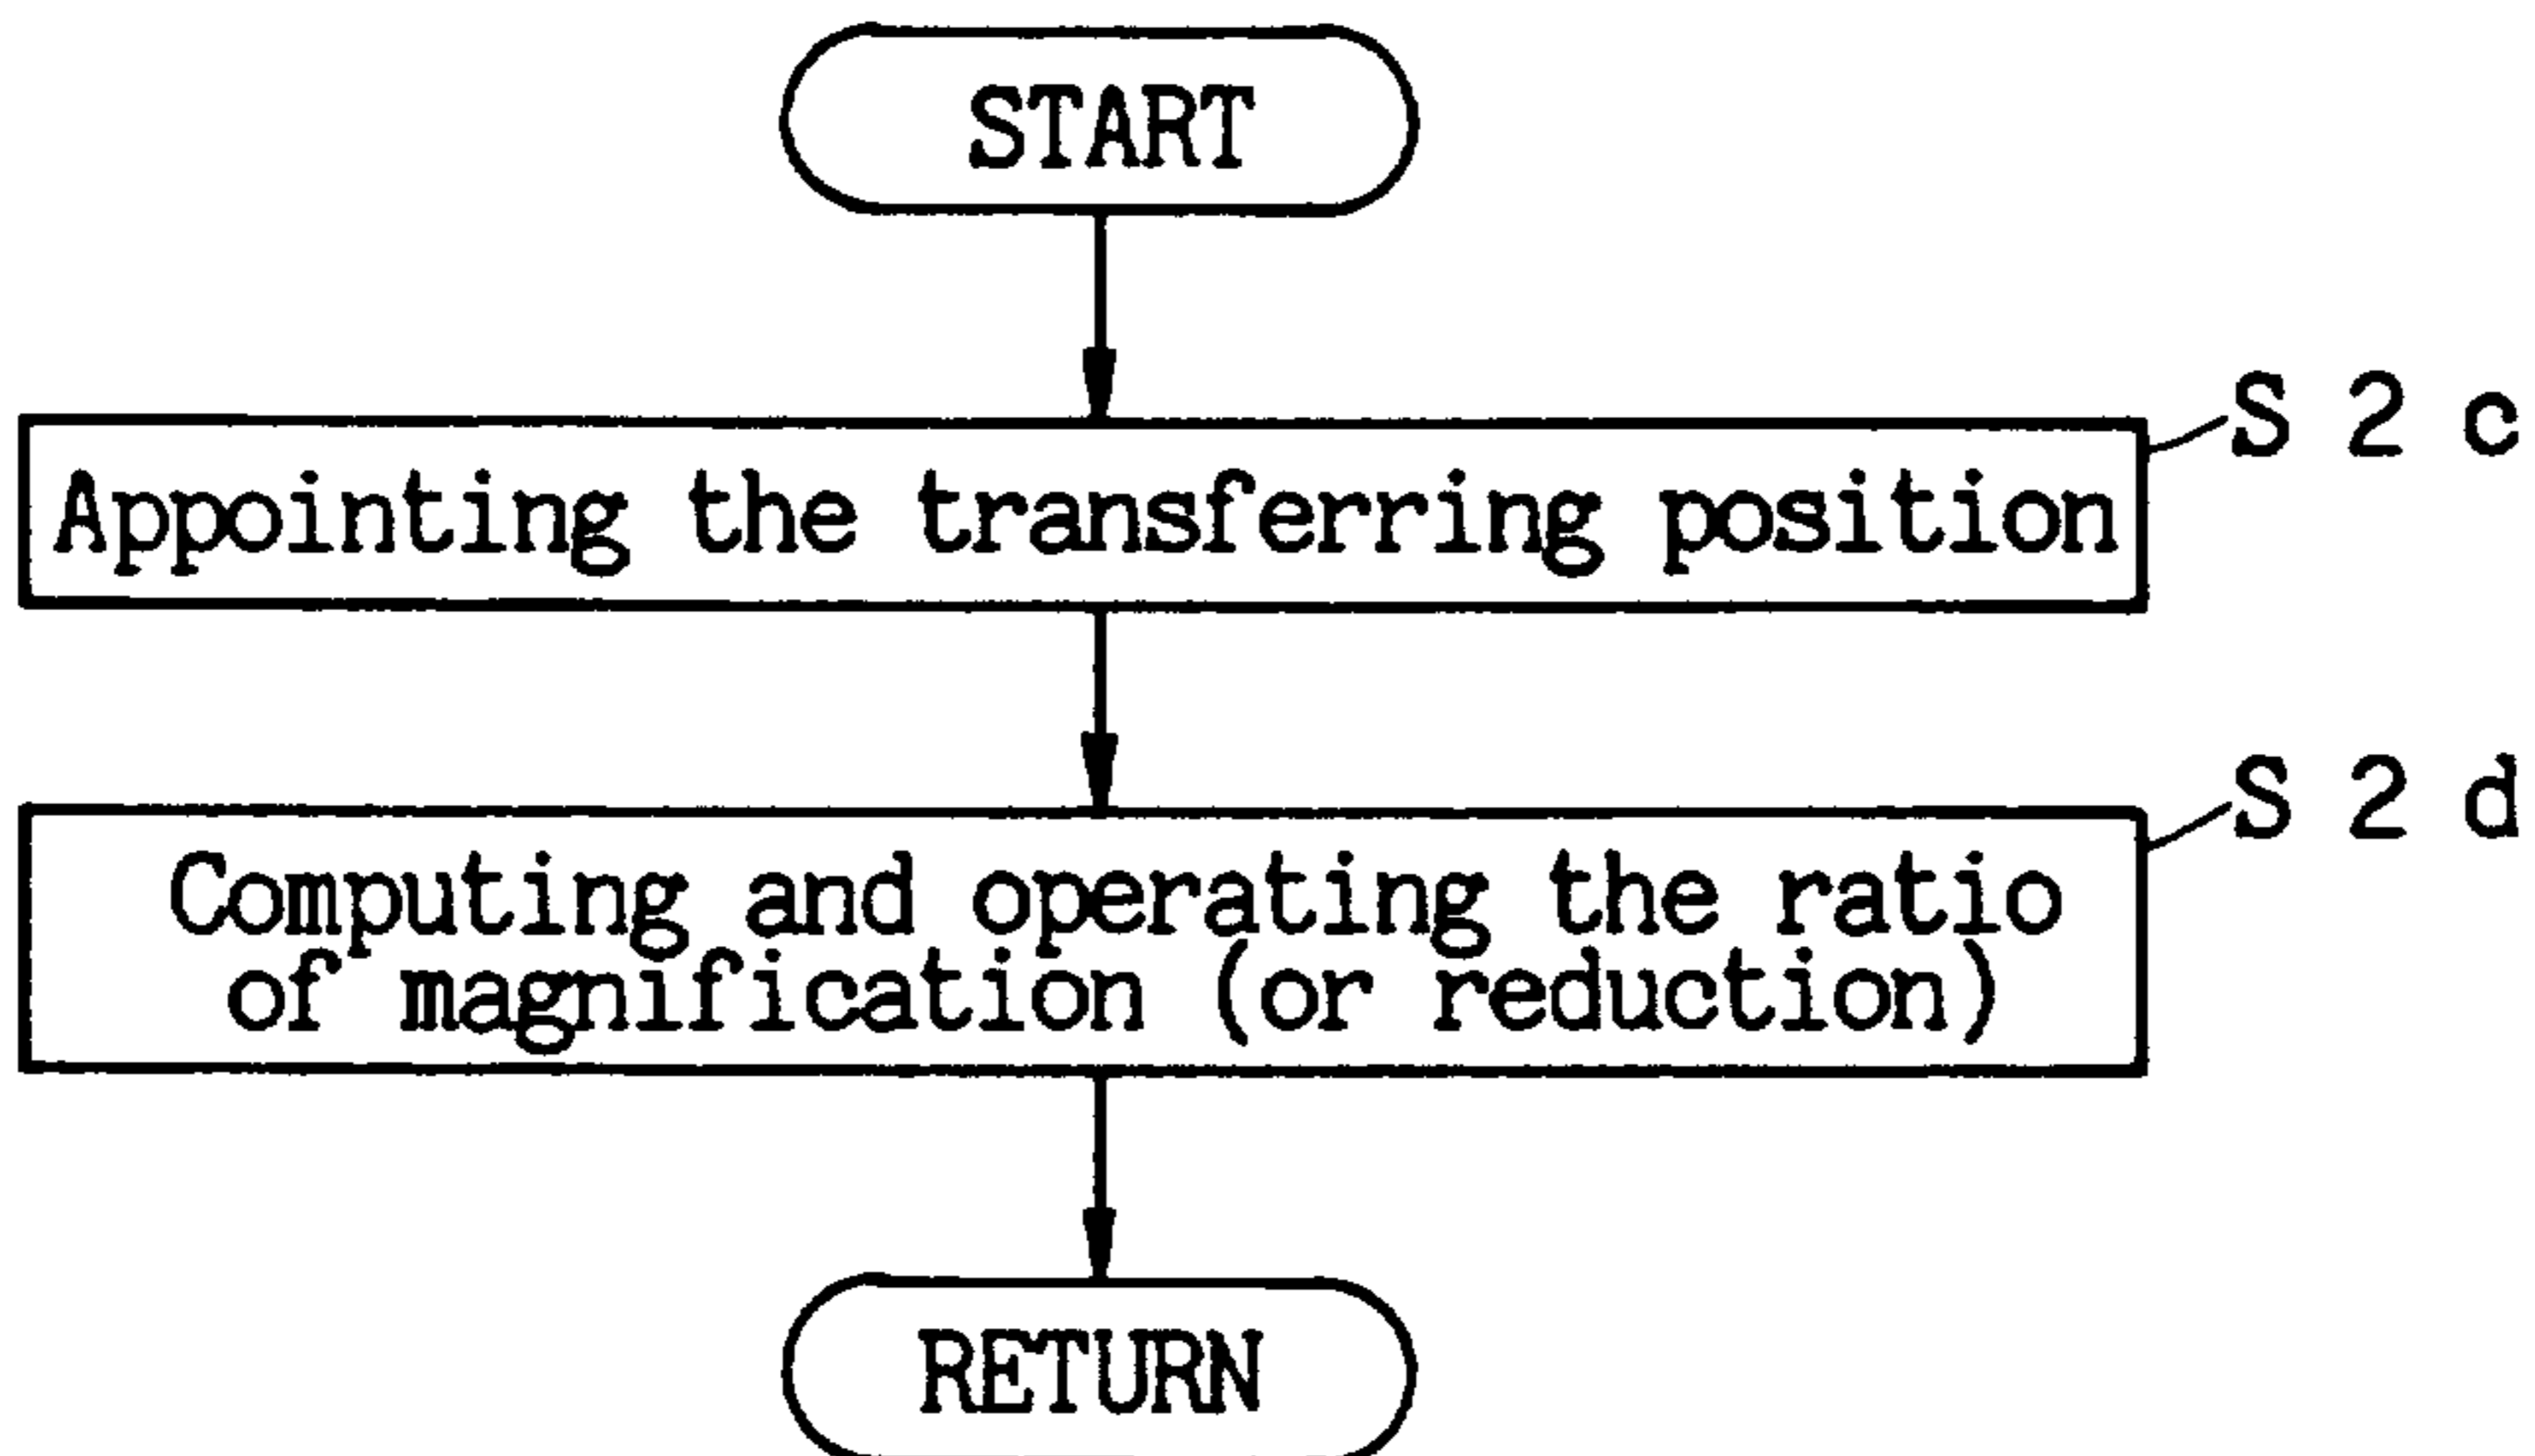 START
S 2 c
Appointing the transferring position
S 2 d
Computing and operating the ratio
of magnification (or reduction)
RETURN